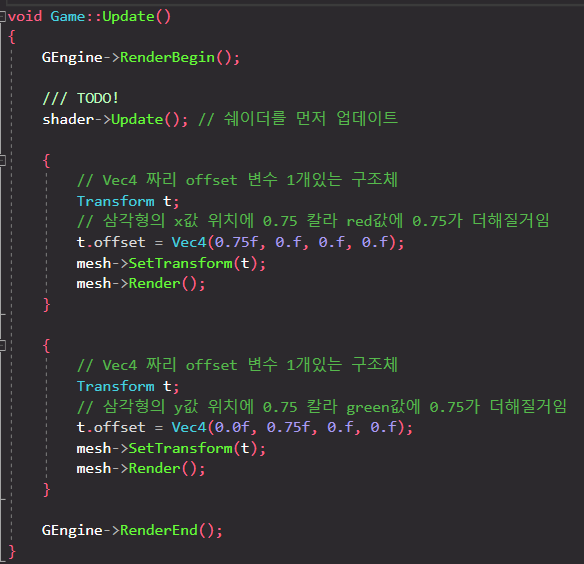 void Game::Update()
{
GEngine->RenderBegin();
/// TODO!
shader->Update(); // 쉐이더를 먼저 업데이트
{
// Vec4 짜리 offset 변수 1개있는 구조체
Transform t;
// 삼각형의 x값 위치에 0.75 칼라 red값에 0.75가 더해질거임
t.offset = Vec4(0.75f, 0.f, 0.f, 0.f);
mesh->SetTransform(t);
mesh->Render();
}
{
// Vec4 짜리 offset 변수 1개있는 구조체
Transform t;
// 삼각형의 y값 위치에 0.75 칼라 green값에 0.75가 더해질거임
t.offset = Vec4(0.0f, 0.75f, 0.f, 0.f);
mesh->SetTransform(t);
mesh->Render();
}
GEngine->RenderEnd();
}